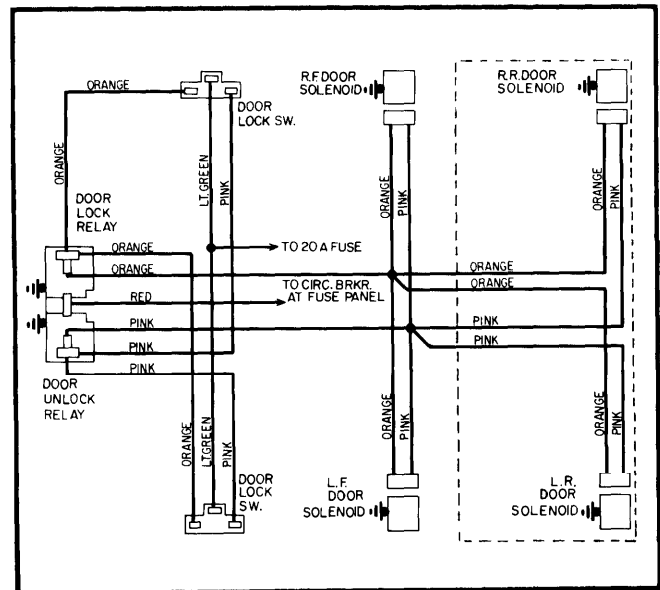 R.F. DOOR
SOLENOID
R.R. DOOR
SOLENOID
ORANGE
DOOR
LOCK SW.
ORANGE
LT. GREEN
PINK
ORANGE
PINK
ORANGE
PINK
DOOR
LOCK
RELAY
ORANGE
TO 20 A FUSE
ORANGE
ORANGE
ORANGE
RED
TO CIRC. BRKR.
AT FUSE PANEL
PINK
PINK
PINK
PINK
DOOR
UNLOCK
RELAY
ORANGE
LT. GREEN
PINK
ORANGE
PINK
ORANGE
PINK
DOOR
LOCK
SW.
L.F.
DOOR
SOLENOID
L.R.
DOOR
SOLENOID